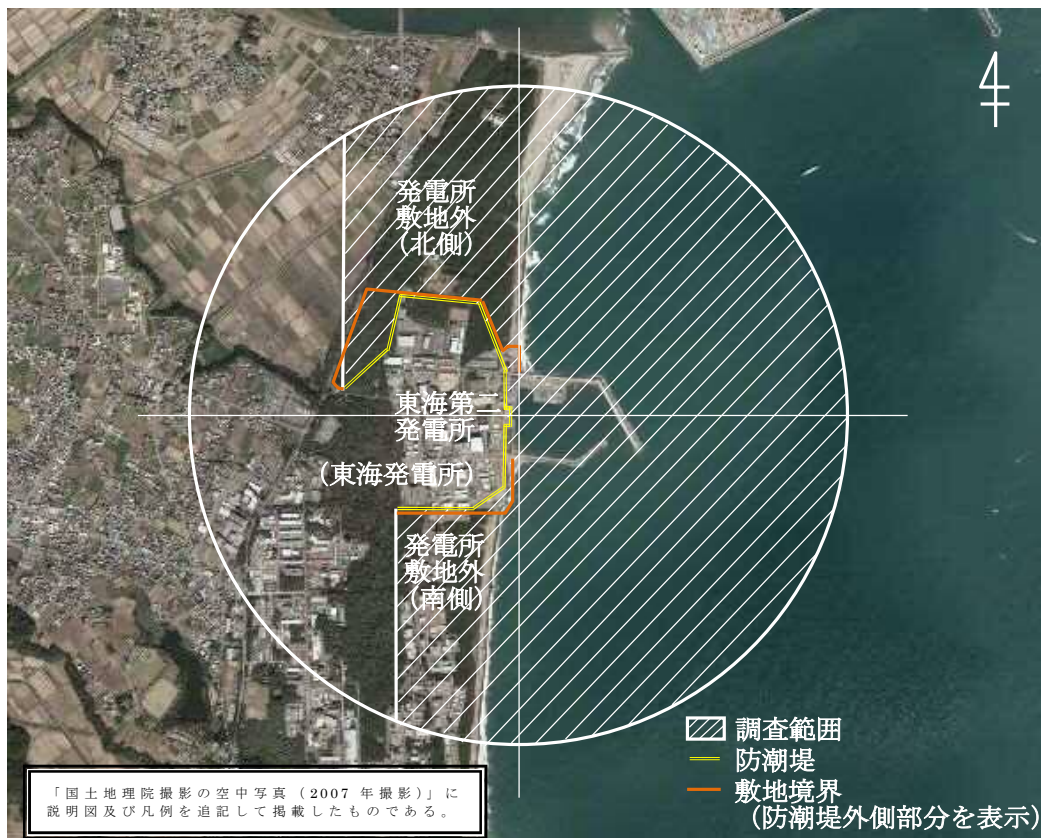 発電所
敷地外
(北側)
東海第二
発電所
(東海発電所)
発電所
敷地外
(南側)
調査範囲
防潮堤
敷地境界
(防潮堤外側部分を表示)
「国土地理院撮影の空中写真（2007 年撮影）」に
説明図及び凡例を追記して掲載したものである。